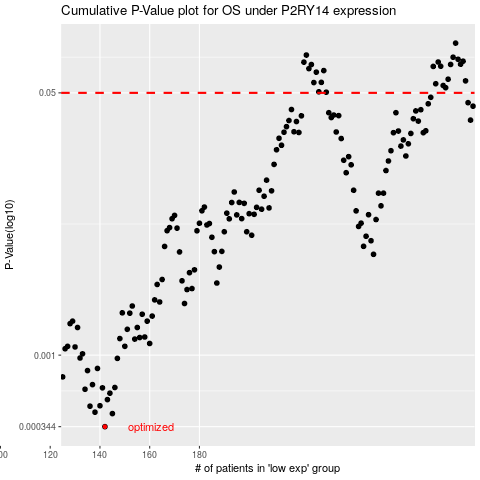 Cumulative P-Value plot for OS under P2RY14 expression
P-Value(log10)
0.05
0.001
0.000344
optimized
00 120 140 160 180
# of patients in 'low exp' group